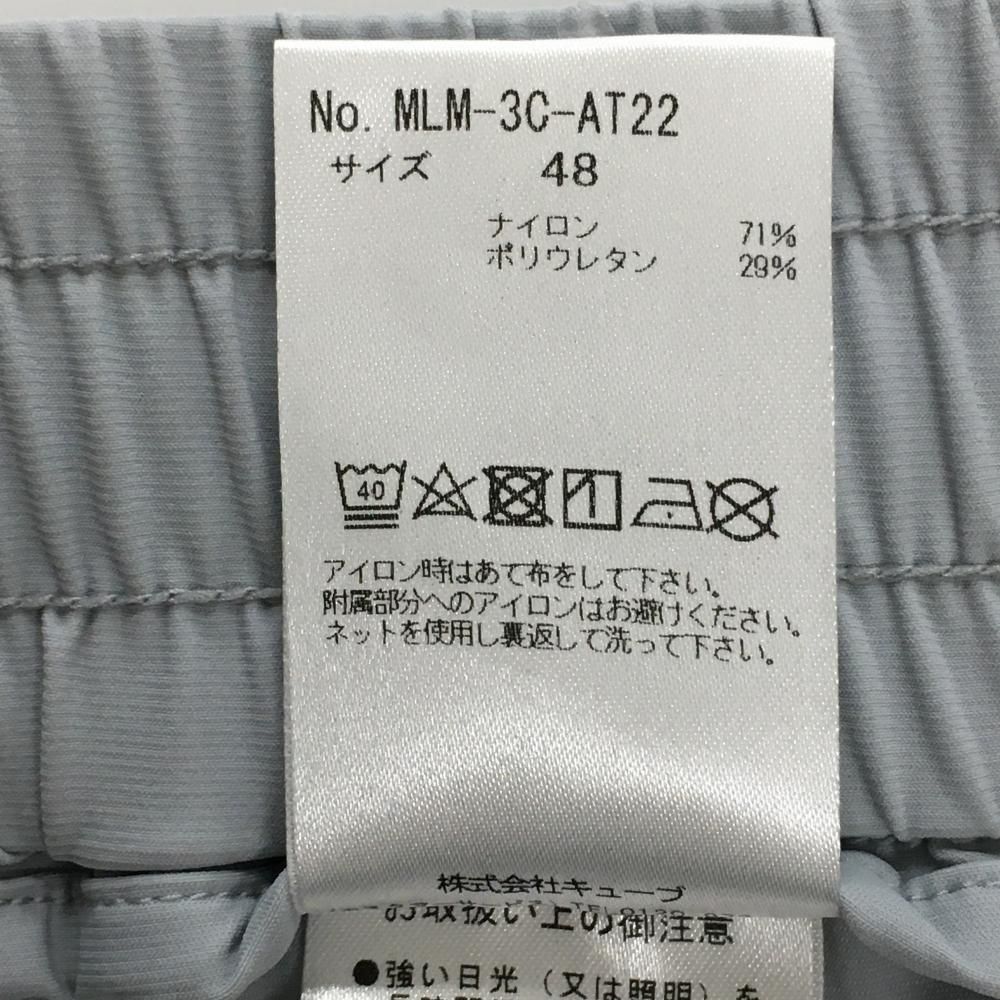 No. MLM-3C-AT22
サイズ 48
ナイロン 71%
ポリウレタン 29%
40
アイロン時はあて布をして下さい。
附属部分へのアイロンはお避けください。
ネットを使用し裏返して洗って下さい。
株式会社キューブ
お取扱い上の御注意
●強い日光(又は照明)を